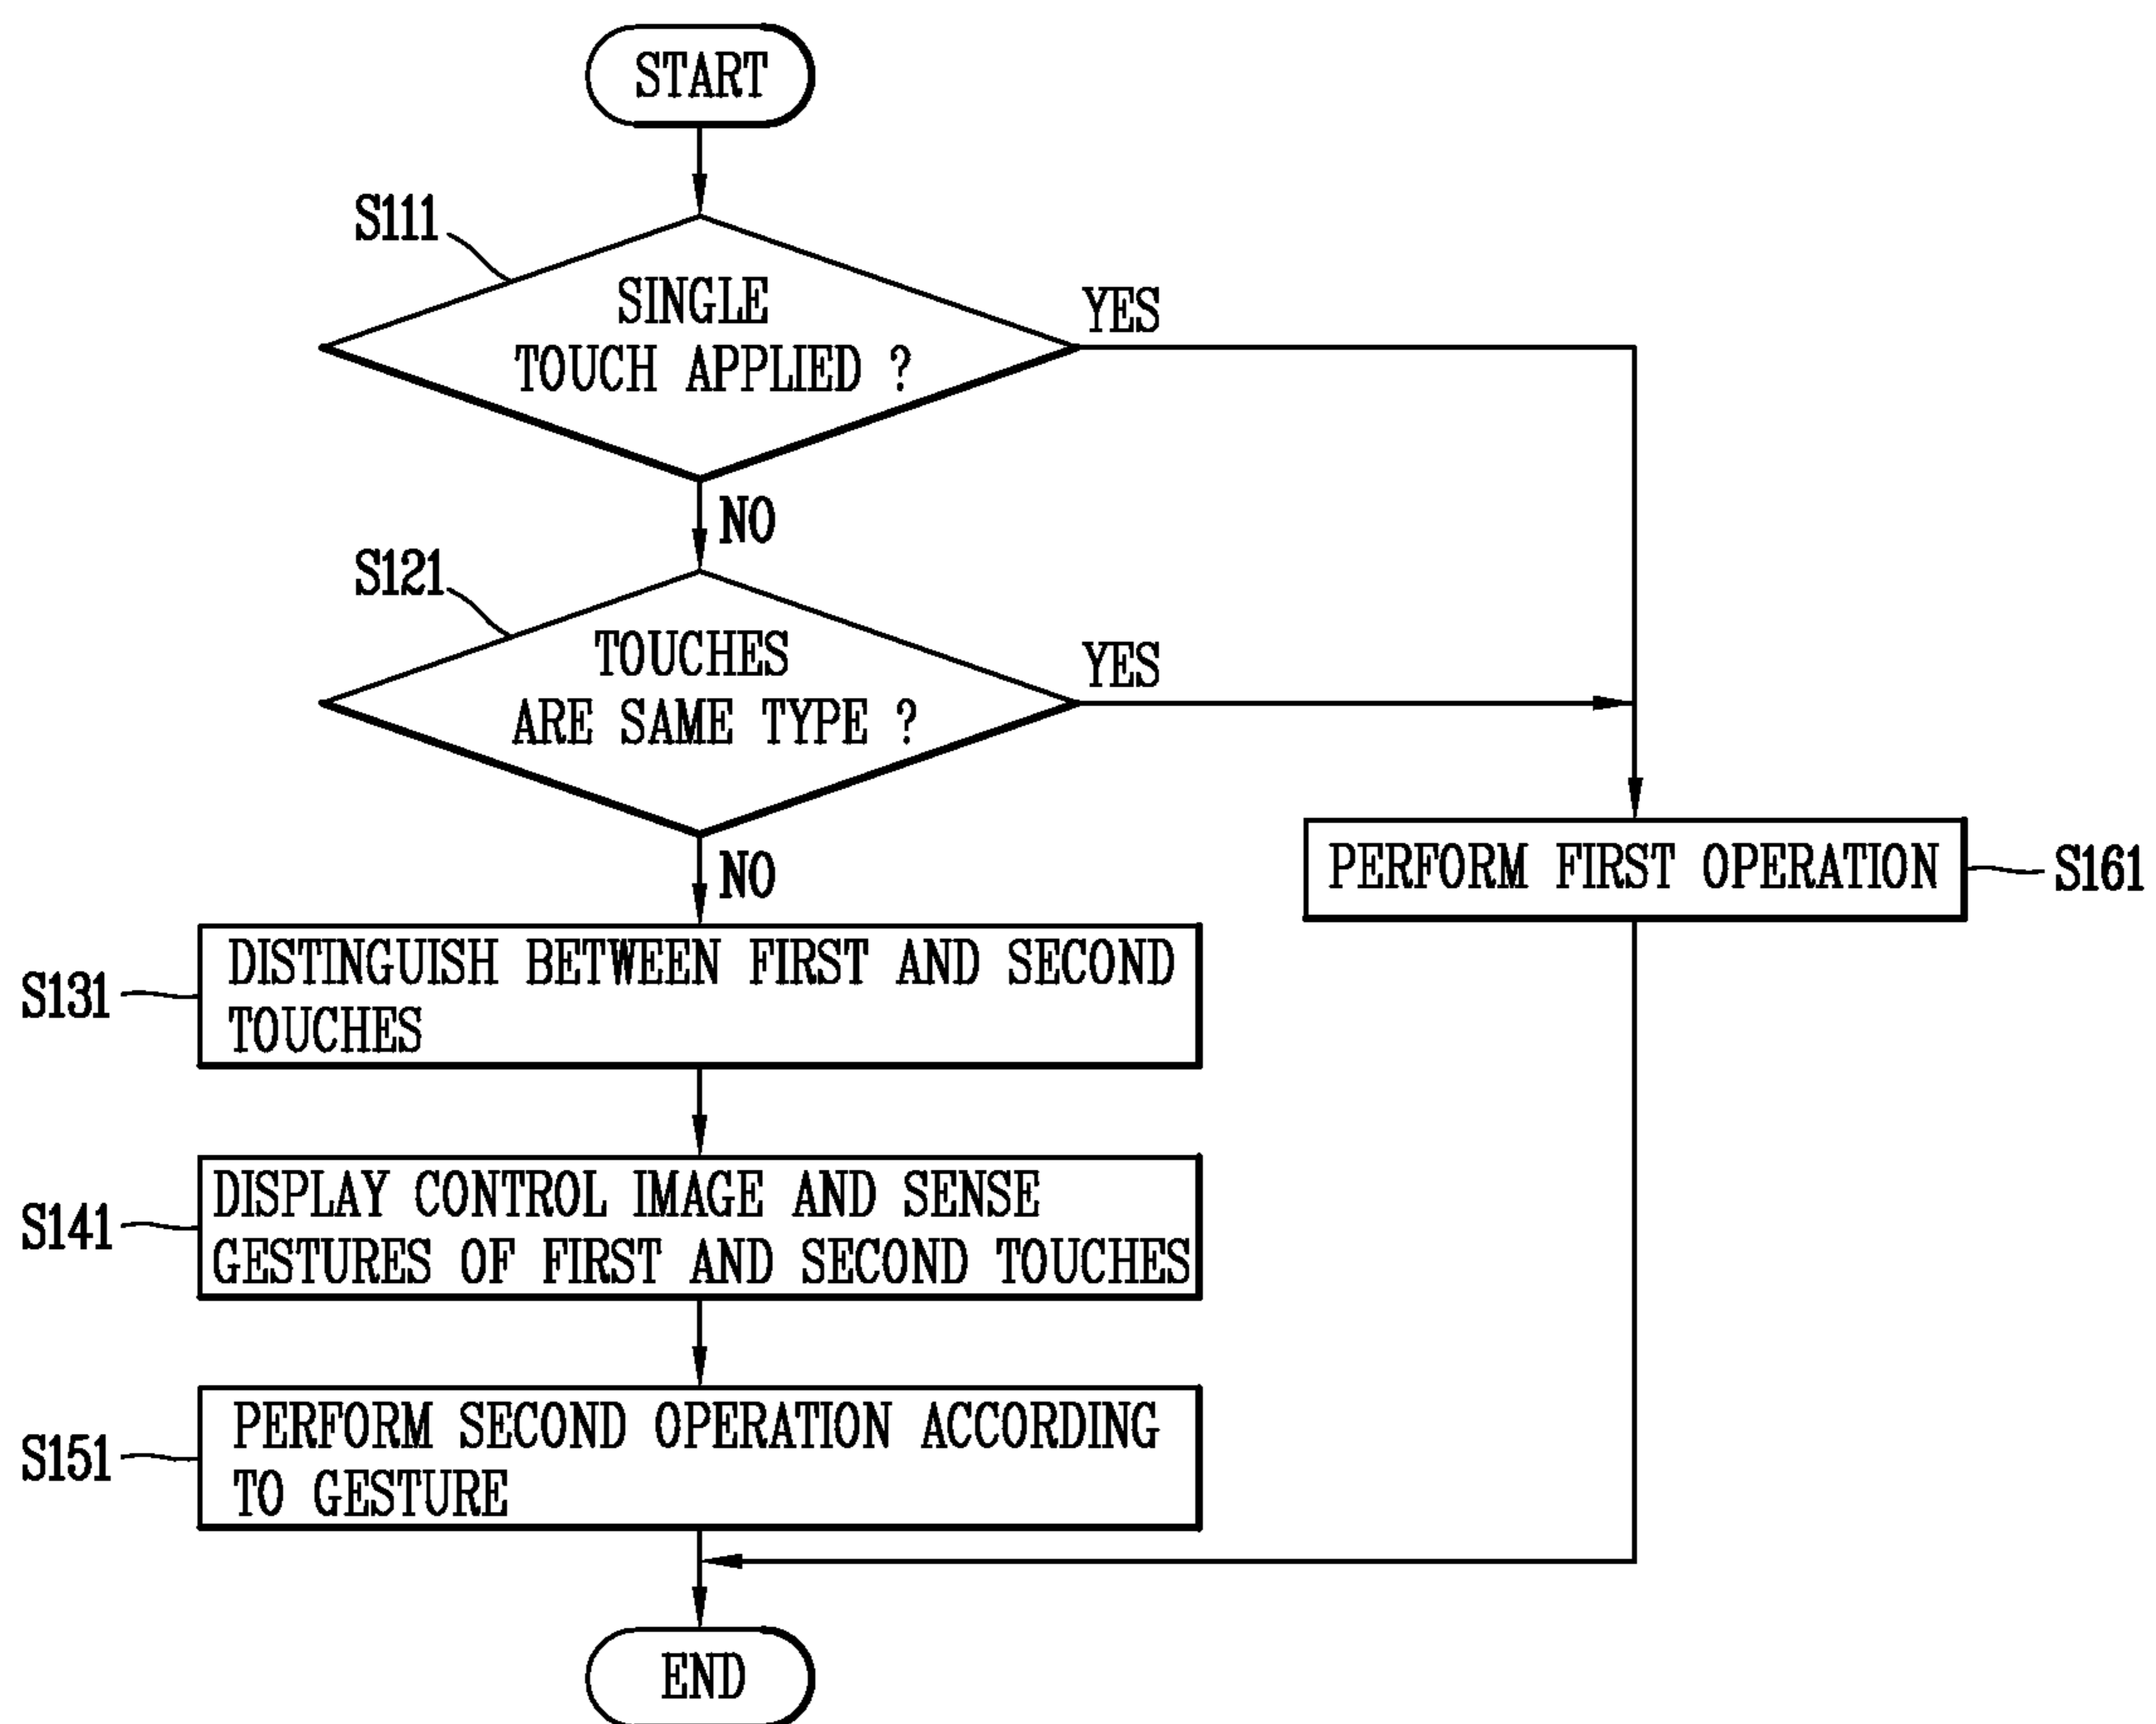 START
S111
SINGLE
TOUCH APPLIED ?
YES
NO
S121
TOUCHES
ARE SAME TYPE ?
YES
NO
PERFORM FIRST OPERATION
S161
S131
DISTINGUISH BETWEEN FIRST AND SECOND
TOUCHES
S141
DISPLAY CONTROL IMAGE AND SENSE
GESTURES OF FIRST AND SECOND TOUCHES
S151
PERFORM SECOND OPERATION ACCORDING
TO GESTURE
END